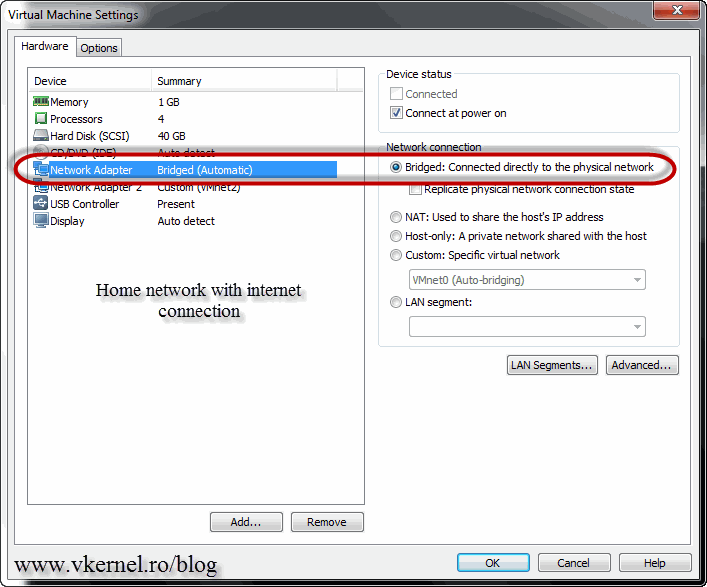 Virtual Machine Settings
Hardware
Options
Device Summary
Memory 1 GB
Processors 4
Hard Disk (SCSI) 40 GB
CD/DVD (IDE) Auto detect
Network Adapter Bridged (Automatic)
Network Adapter 2 Custom (VMnet2)
USB Controller Present
Display Auto detect
Home network with internet
connection
Add...
Remove
Device status
Connected
Connect at power on
Network connection
Bridged: Connected directly to the physical network
Replicate physical network connection state
NAT: Used to share the host's IP address
Host-only: A private network shared with the host
Custom: Specific virtual network
VMnet0 (Auto-bridging)
LAN segment:
LAN Segments...
Advanced...
www.vkernel.ro/blog
OK
Cancel
Help